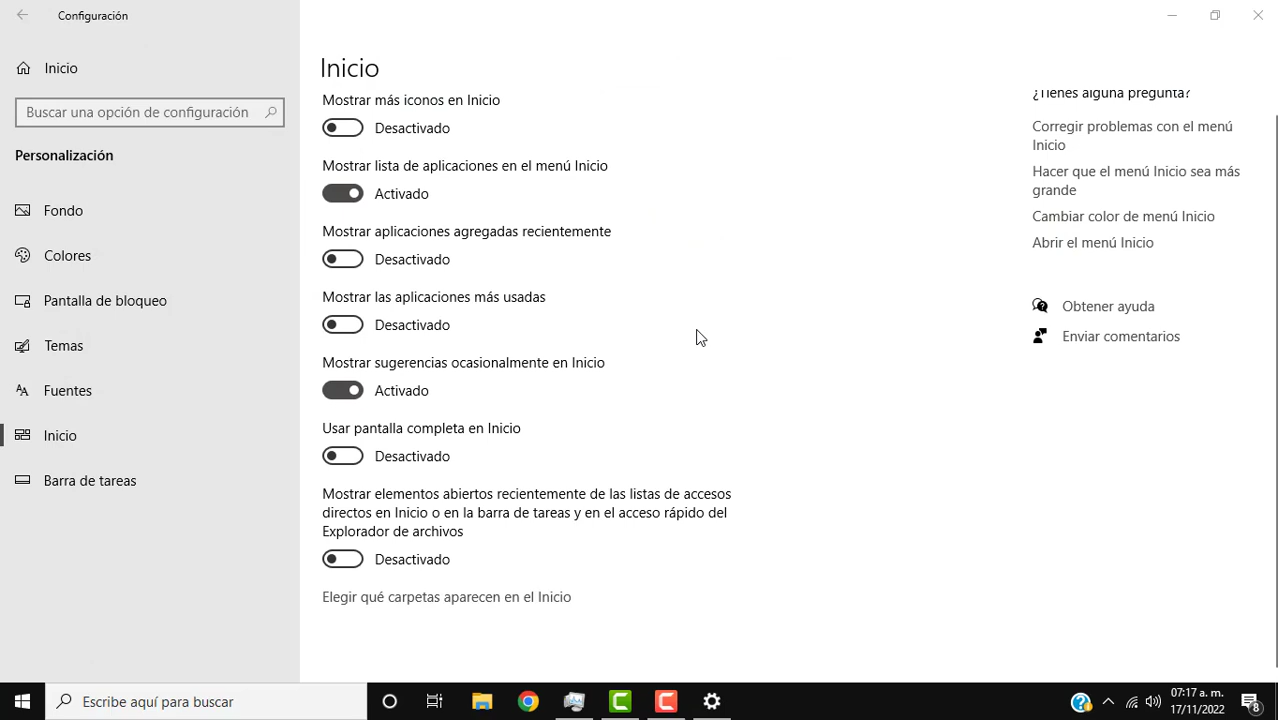 Configuración
Inicio
Buscar una opción de configuración
Personalización
Fondo
Colores
Pantalla de bloqueo
Temas
Fuentes
Inicio
Barra de tareas
Inicio
Mostrar más iconos en Inicio
Desactivado
Mostrar lista de aplicaciones en el menú Inicio
Activado
Mostrar aplicaciones agregadas recientemente
Desactivado
Mostrar las aplicaciones más usadas
Desactivado
Mostrar sugerencias ocasionalmente en Inicio
Activado
Usar pantalla completa en Inicio
Desactivado
Mostrar elementos abiertos recientemente de las listas de accesos
directos en Inicio o en la barra de tareas y en el acceso rápido del
Explorador de archivos
Desactivado
Elegir qué carpetas aparecen en el Inicio
¿Tienes alguna pregunta?
Corregir problemas con el menú
Inicio
Hacer que el menú Inicio sea más
grande
Cambiar color de menú Inicio
Abrir el menú Inicio
Obtener ayuda
Enviar comentarios
Escribe aquí para buscar
07:17 a. m.
17/11/2022
8